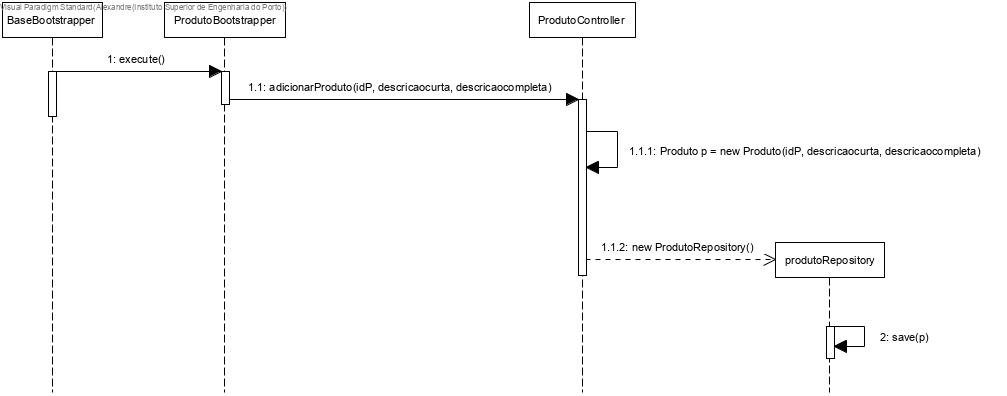 Visual Paradigm Standard(Alexandre(Instituto Superior de Engenharia do Porto))
BaseBootstrapper
ProdutoBootstrapper
ProdutoController
1: execute()
1.1: adicionarProduto(idP, descricaocurta, descricaocompleta)
1.1.1: Produto p = new Produto(idP, descricaocurta, descricaocompleta)
1.1.2: new ProdutoRepository()
produtoRepository
2: save(p)